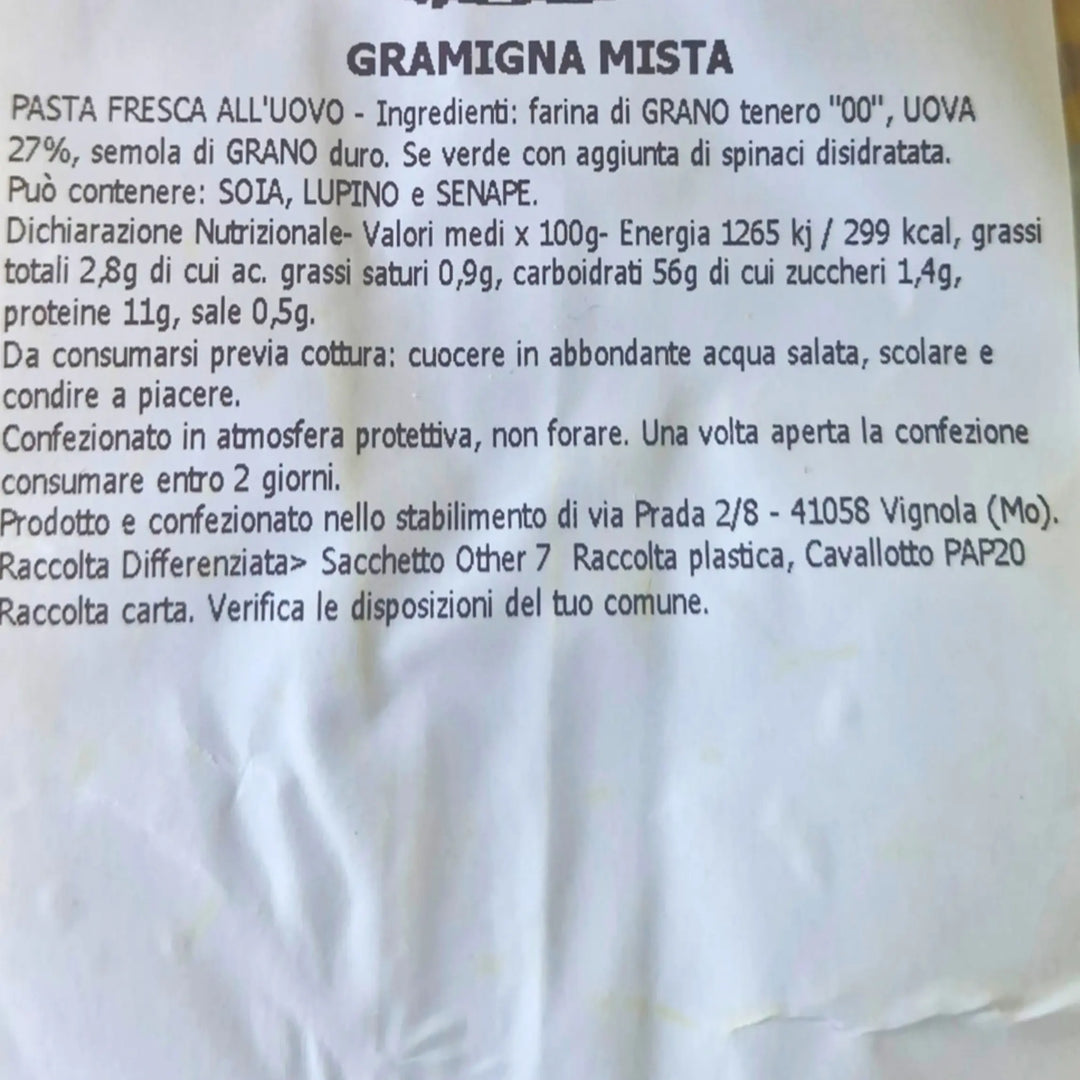 GRAMIGNA MISTA
PASTA FRESCA ALL'UOVO - Ingredienti: farina di GRANO tenero "00", UOVA
27%, semola di GRANO duro. Se verde con aggiunta di spinaci disidratata.
Può contenere: SOIA, LUPINO e SENAPE.
Dichiarazione Nutrizionale- Valori medi x 100g- Energia 1265 kj / 299 kcal, grassi
totali 2,8g di cui ac. grassi saturi 0,9g, carboidrati 56g di cui zuccheri 1,4g,
proteine 11g, sale 0,5g.
Da consumarsi previa cottura: cuocere in abbondante acqua salata, scolare e
condire a piacere.
Confezionato in atmosfera protettiva, non forare. Una volta aperta la confezione
consumare entro 2 giorni.
Prodotto e confezionato nello stabilimento di via Prada 2/8 - 41058 Vignola (Mo).
Raccolta Differenziata> Sacchetto Other 7 Raccolta plastica, Cavallotto PAP20
Raccolta carta. Verifica le disposizioni del tuo comune.